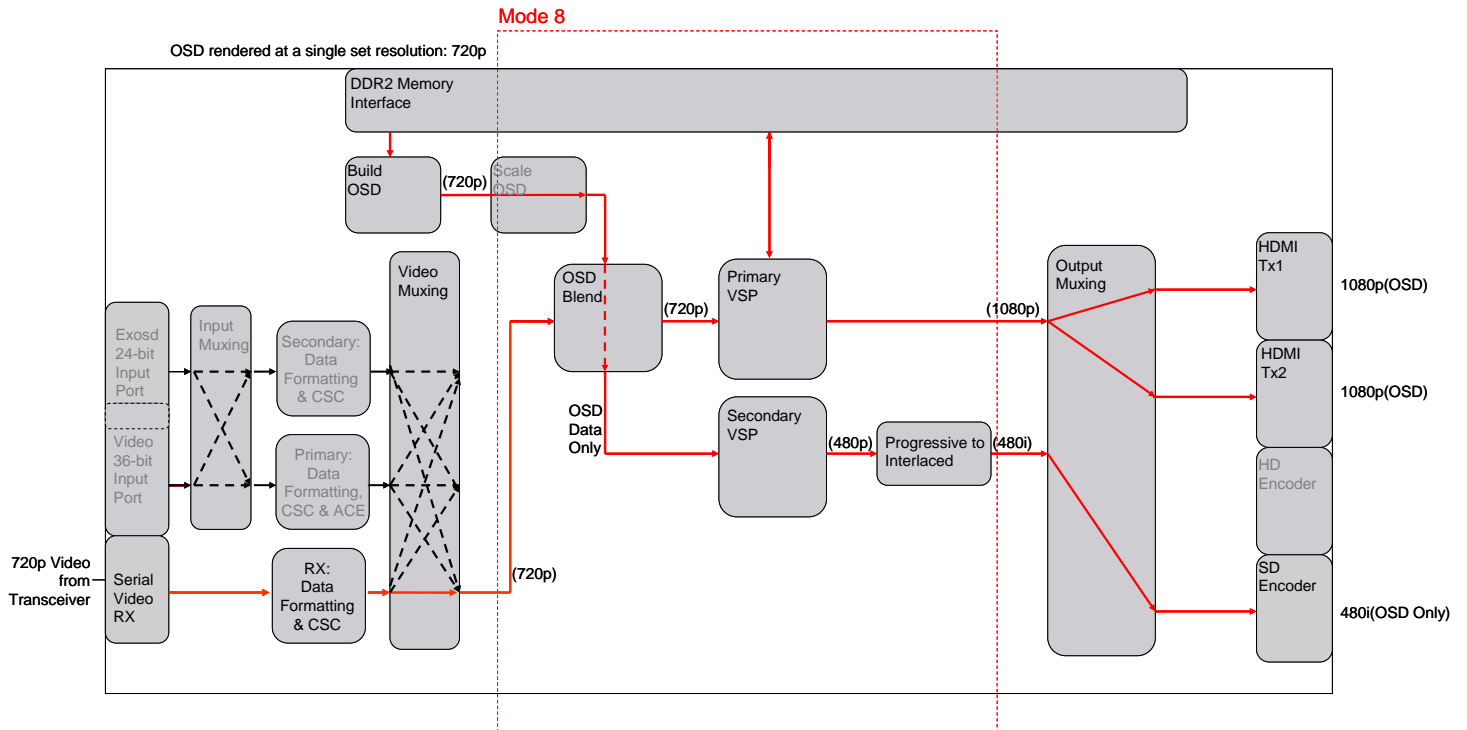 Mode 8
OSD rendered at a single set resolution: 720p
DDR2 Memory
Interface
Build
OSD
(720p)
Scale
OSD
Video
Muxing
OSD
Blend
(720p)
Primary
VSP
(1080p)
Output
Muxing
HDMI
Tx1
1080p(OSD)
HDMI
Tx2
1080p(OSD)
Exosd
24-bit
Input
Port
Input
Muxing
Secondary:
Data
Formatting
& CSC
OSD
Data
Only
Secondary
VSP
(480p)
Progressive to
Interlaced
(480i)
Video
36-bit
Input
Port
Primary:
Data
Formatting,
CSC & ACE
HD
Encoder
720p Video
from
Transceiver
Serial
Video
RX
RX:
Data
Formatting
& CSC
(720p)
SD
Encoder
480i(OSD Only)